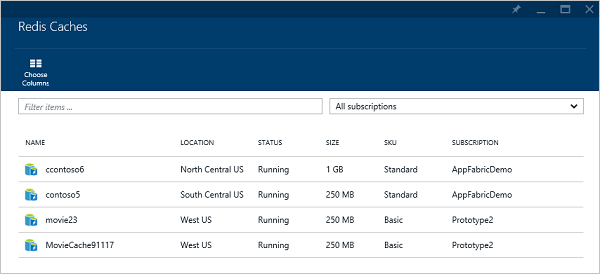 Redis Caches
Choose
Columns
Filter items ...
All subscriptions
NAME LOCATION STATUS SIZE SKU SUBSCRIPTION
ccontoso6 North Central US Running 1 GB Standard AppFabricDemo
contoso5 South Central US Running 250 MB Standard AppFabricDemo
movie23 West US Running 250 MB Basic Prototype2
MovieCache91117 West US Running 250 MB Basic Prototype2